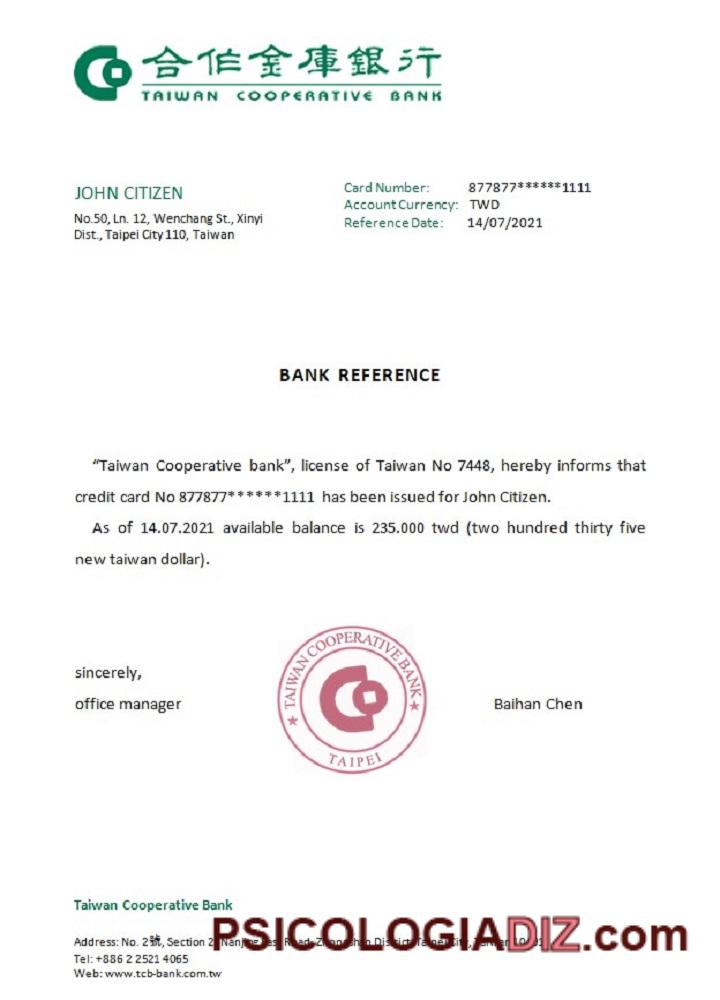 合作金庫銀行
TAIWAN COOPERATIVE BANK
JOHN CITIZEN
No.50, Ln. 12, Wenchang St., Xinyi
Dist., Taipei City 110, Taiwan
Card Number: 877877******1111
Account Currency: TWD
Reference Date: 14/07/2021
BANK REFERENCE
“Taiwan Cooperative bank”, license of Taiwan No 7448, hereby informs that
credit card No 877877******1111 has been issued for John Citizen.
As of 14.07.2021 available balance is 235.000 twd (two hundred thirty five
new taiwan dollar).
sincerely,
office manager
TAIWAN COOPERATIVE BANK
TAIPEI
Baihan Chen
Taiwan Cooperative Bank
Address: No. 2號, Section 2, Nanjing East Road, Zhongshan District, Taipei City, Taiwan
PSICOLOGIADIZ.com
Tel: +886 2 2521 4065
Web: www.tcb-bank.com.tw